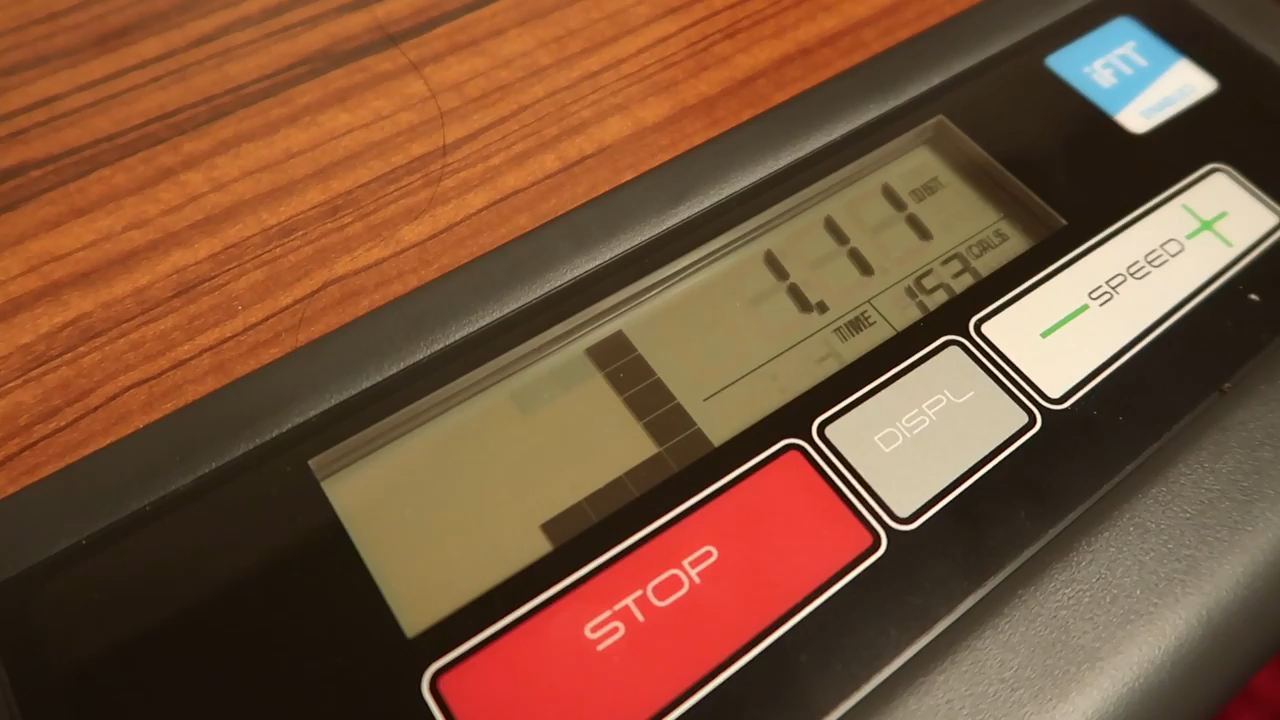 iFIT
1.11 DIST
TIME 153 CALS
− SPEED +
DISPL
STOP